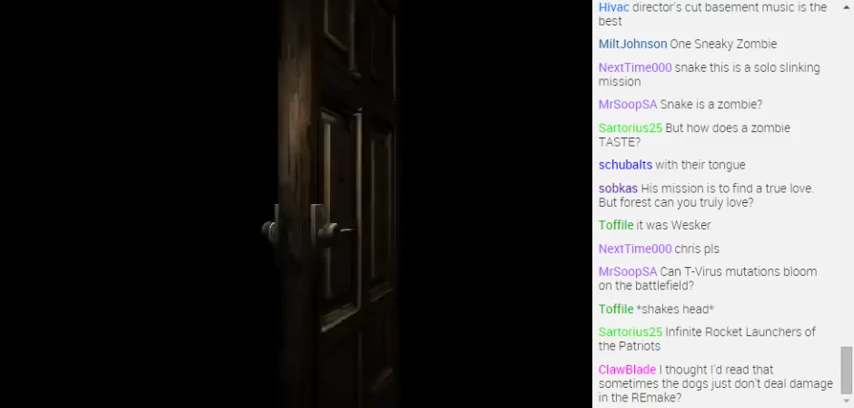 Hivac director's cut basement music is the
best
MiltJohnson One Sneaky Zombie
NextTime000 snake this is a solo slinking
mission
MrSoopSA Snake is a zombie?
Sartorius25 But how does a zombie
TASTE?
schubalts with their tongue
sobkas His mission is to find a true love.
But forest can you truly love?
Toffile it was Wesker
NextTime000 chris pls
MrSoopSA Can T-Virus mutations bloom
on the battlefield?
Toffile *shakes head*
Sartorius25 Infinite Rocket Launchers of
the Patriots
ClawBlade I thought I'd read that
sometimes the dogs just don't deal damage
in the REmake?